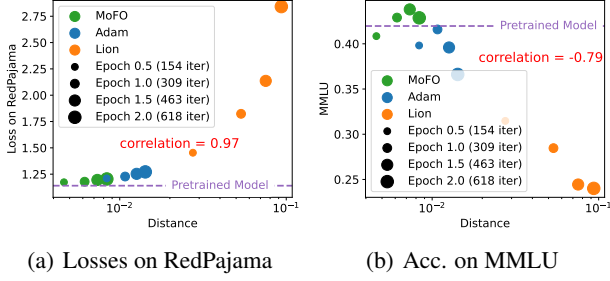 2.75
2.50
2.25
2.00
1.75
1.50
1.25
Loss on RedPajama
MoFO
Adam
Lion
Epoch 0.5 (154 iter)
Epoch 1.0 (309 iter)
Epoch 1.5 (463 iter)
Epoch 2.0 (618 iter)
correlation = 0.97
Pretrained Model
10⁻²
10⁻¹
Distance
(a) Losses on RedPajama
0.40
0.35
0.30
0.25
MMLU
Pretrained Model
correlation = -0.79
MoFO
Adam
Lion
Epoch 0.5 (154 iter)
Epoch 1.0 (309 iter)
Epoch 1.5 (463 iter)
Epoch 2.0 (618 iter)
10⁻²
10⁻¹
Distance
(b) Acc. on MMLU